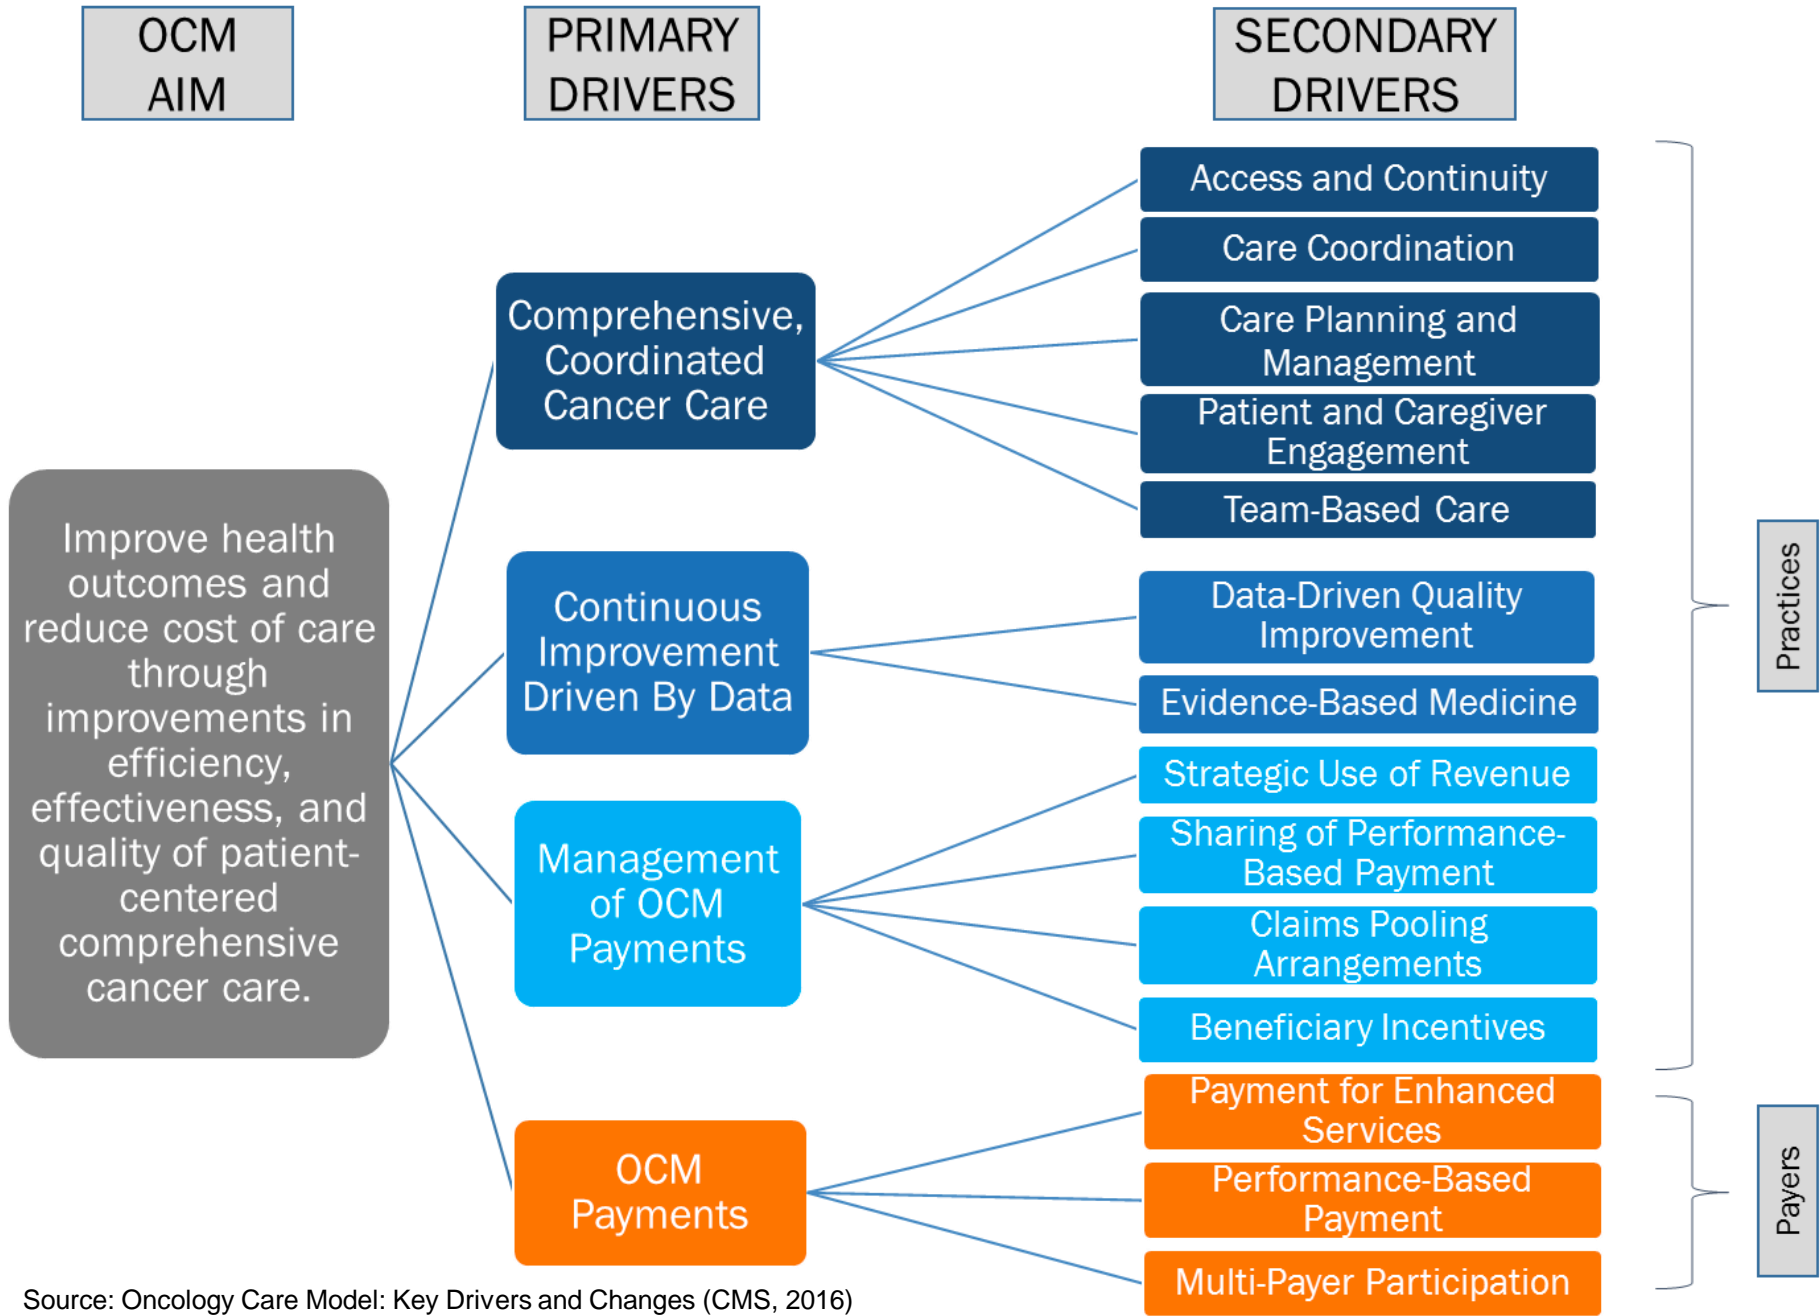 OCM
AIM
PRIMARY
DRIVERS
SECONDARY
DRIVERS
Improve health
outcomes and
reduce cost of care
through
improvements in
efficiency,
effectiveness, and
quality of patient-
centered
comprehensive
cancer care.
Comprehensive,
Coordinated
Cancer Care
Access and Continuity
Care Coordination
Care Planning and
Management
Patient and Caregiver
Engagement
Team-Based Care
Continuous
Improvement
Driven By Data
Data-Driven Quality
Improvement
Evidence-Based Medicine
Management
of OCM
Payments
Strategic Use of Revenue
Sharing of Performance-
Based Payment
Claims Pooling
Arrangements
Beneficiary Incentives
OCM
Payments
Payment for Enhanced
Services
Performance-Based
Payment
Multi-Payer Participation
Practices
Payers
Source: Oncology Care Model: Key Drivers and Changes (CMS, 2016)